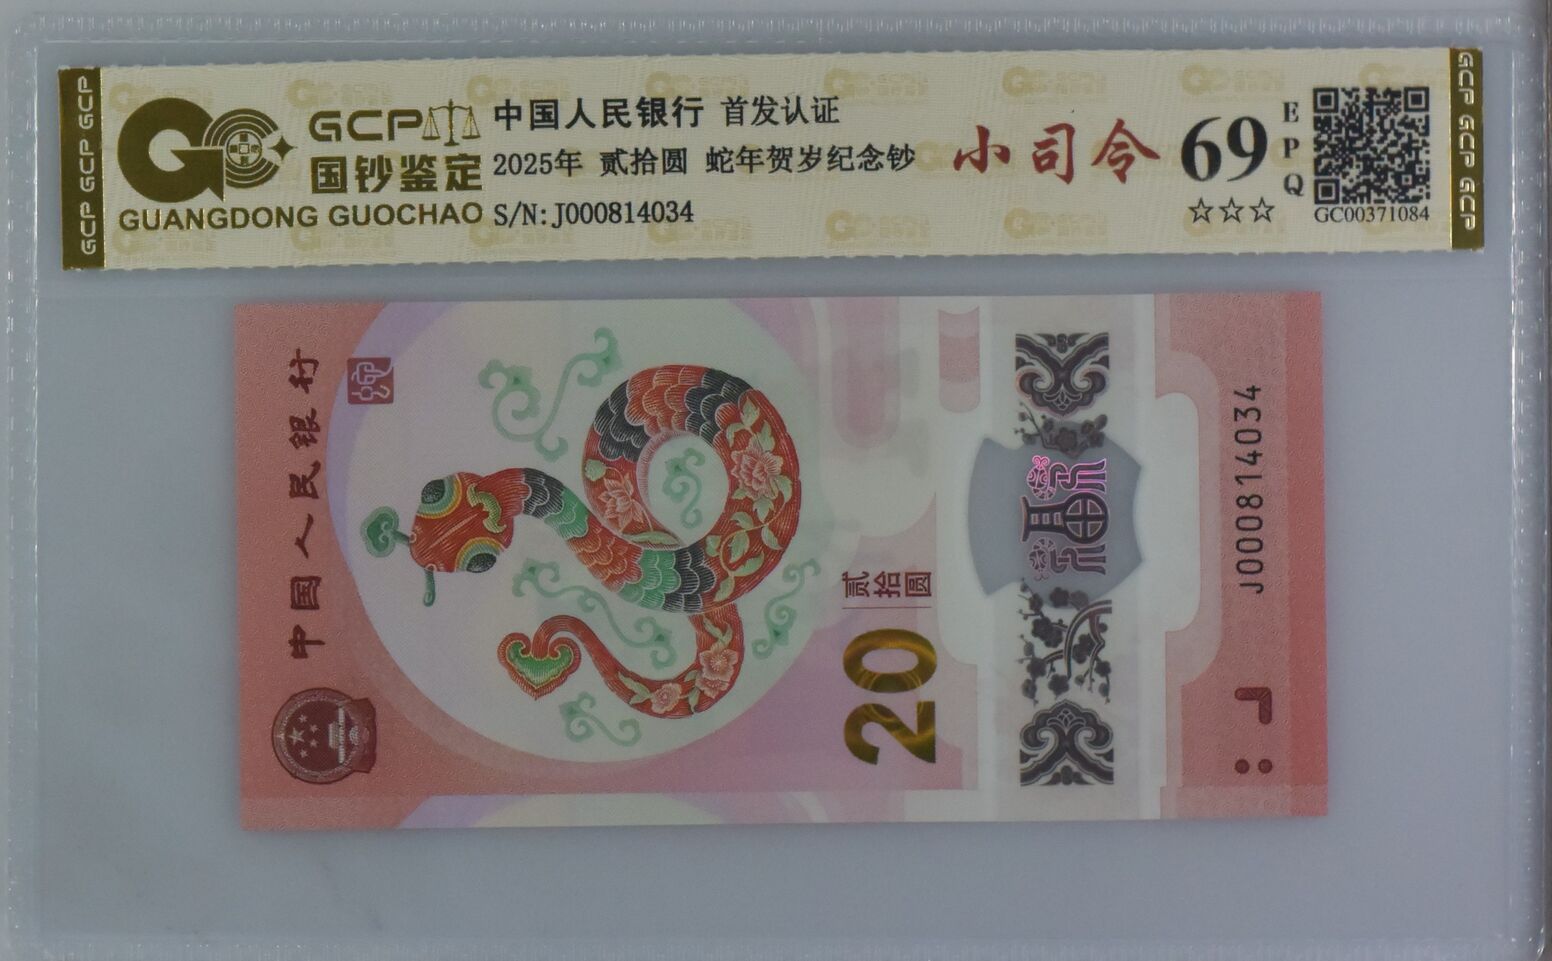 GCP GCP GCP
GCP
国钞鉴定
GUANGDONG GUOCHAO
中国人民银行 首发认证
2025年 贰拾圆 蛇年贺岁纪念钞
S/N:J000814034
小司令
69
EPQ
☆☆☆
GC00371084
GCP GCP GCP
中国人民银行
贰拾圆
20
福
J000814034